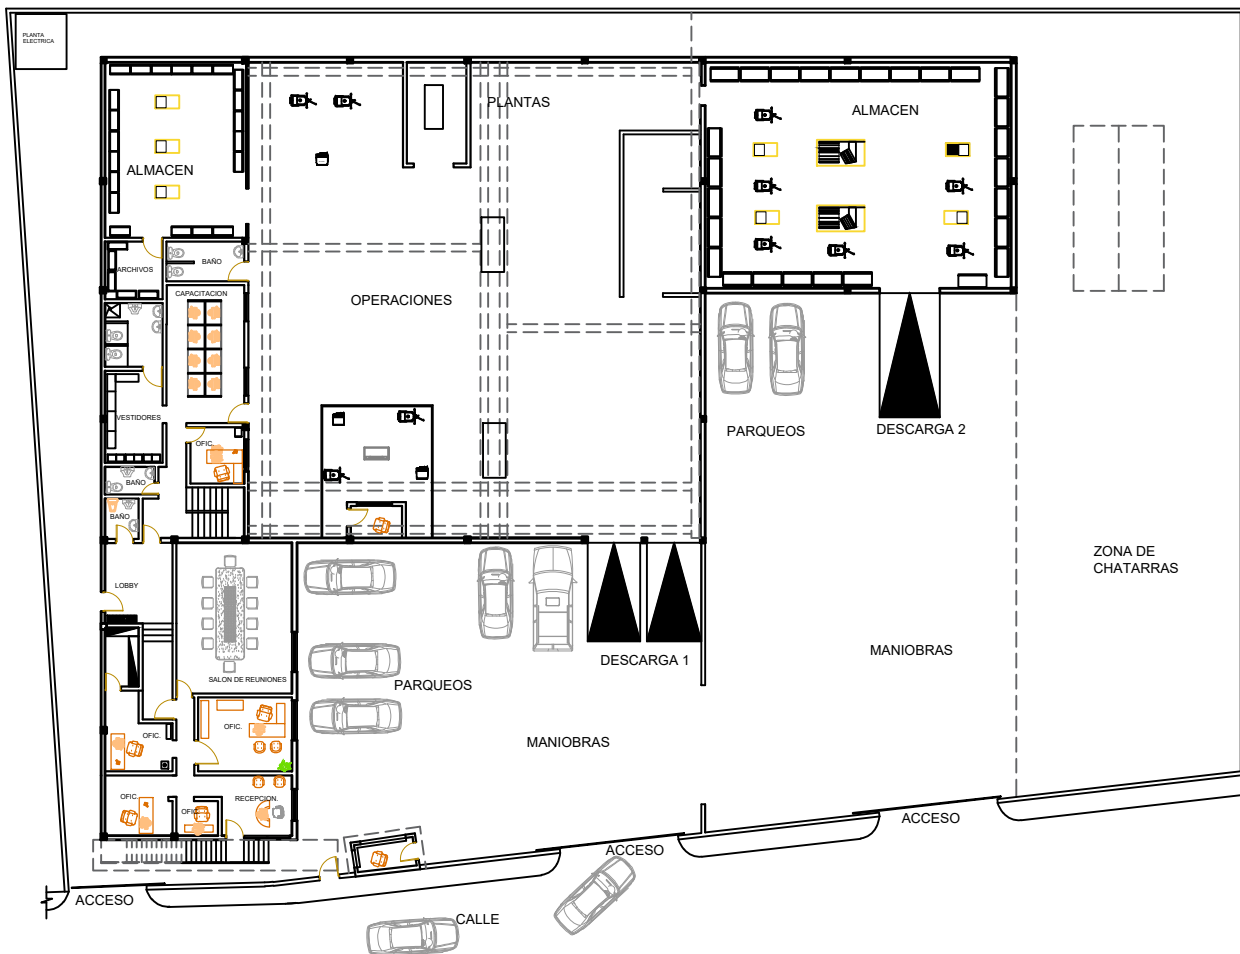 PLANTA
ELECTRICA
PLANTAS
ALMACEN
ALMACEN
BAÑO
ARCHIVOS
CAPACITACION
OPERACIONES
VESTIDORES
PARQUEOS
DESCARGA 2
OFIC.
BAÑO
BAÑO
ZONA DE
CHATARRAS
LOBBY
DESCARGA 1
MANIOBRAS
SALON DE REUNIONES
PARQUEOS
OFIC.
OFIC.
MANIOBRAS
OFIC.
OFIC.
RECEPCION.
ACCESO
ACCESO
ACCESO
CALLE